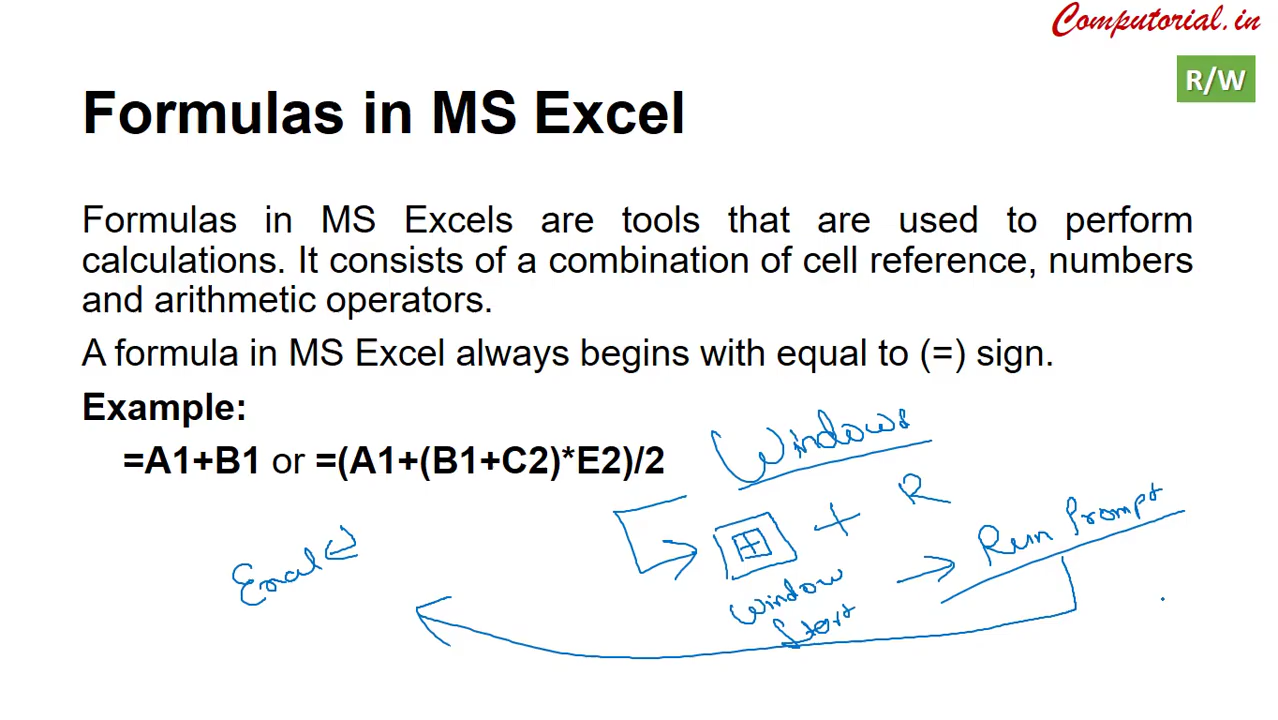 Computorial.in
R/W
Formulas in MS Excel
Formulas in MS Excels are tools that are used to perform
calculations. It consists of a combination of cell reference, numbers
and arithmetic operators.
A formula in MS Excel always begins with equal to (=) sign.
Example:
=A1+B1 or =(A1+(B1+C2)*E2)/2
Windows
+ R
Run Prompt
Window
Start